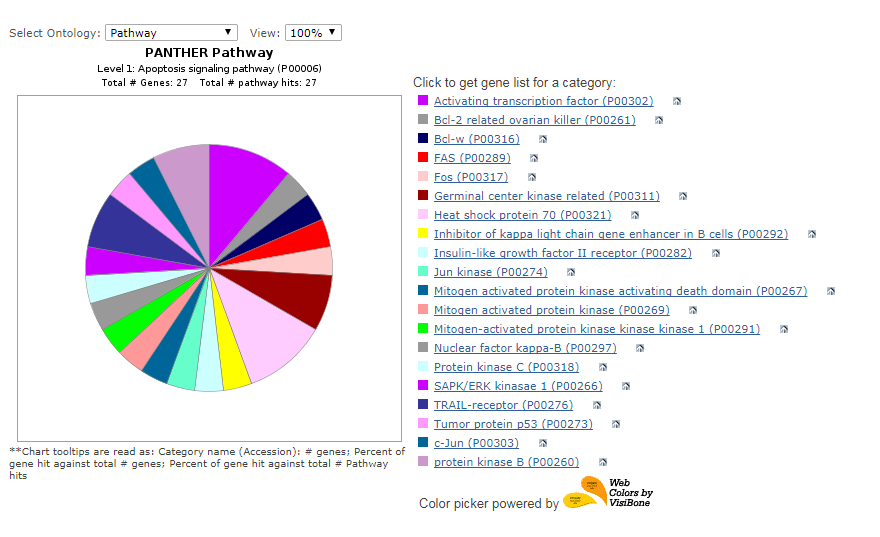 Select Ontology: Pathway View: 100%
PANTHER Pathway
Level 1: Apoptosis signaling pathway (P00006)
Total # Genes: 27 Total # pathway hits: 27
Click to get gene list for a category:
Activating transcription factor (P00302)
Bcl-2 related ovarian killer (P00261)
Bcl-w (P00316)
FAS (P00289)
Fos (P00317)
Germinal center kinase related (P00311)
Heat shock protein 70 (P00321)
Inhibitor of kappa light chain gene enhancer in B cells (P00292)
Insulin-like growth factor II receptor (P00282)
Jun kinase (P00274)
Mitogen activated protein kinase activating death domain (P00267)
Mitogen activated protein kinase (P00269)
Mitogen-activated protein kinase kinase kinase 1 (P00291)
Nuclear factor kappa-B (P00297)
Protein kinase C (P00318)
SAPK/ERK kinasae 1 (P00266)
TRAIL-receptor (P00276)
Tumor protein p53 (P00273)
c-Jun (P00303)
protein kinase B (P00260)
**Chart tooltips are read as: Category name (Accession): # genes; Percent of
gene hit against total # genes; Percent of gene hit against total # Pathway
hits
Color picker powered by
Web
Colors by
VisiBone